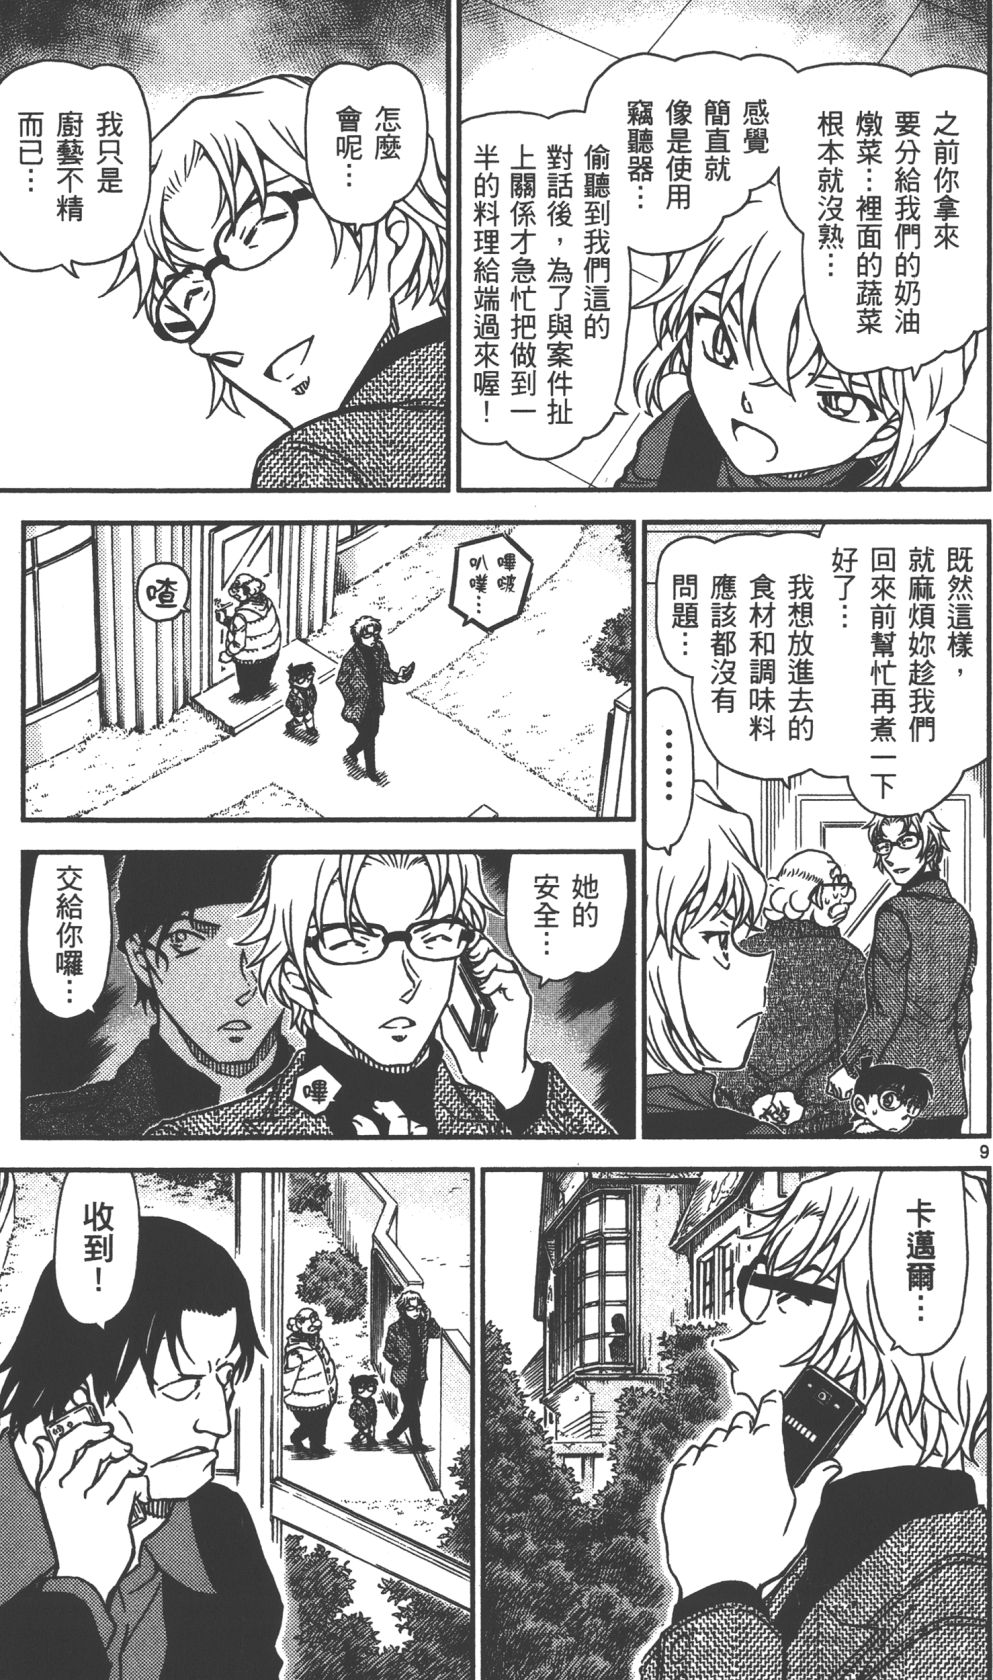 之前你拿來
要分給我們的奶油
燉菜…裡面的蔬菜
根本就沒熟…
感覺
簡直就
像是使用
竊聽器…
偷聽到我們這的
對話後，為了與案件扯
上關係才急忙把做到一
半的料理給端過來喔！
怎麼
會呢…
我只是
廚藝不精
而已…
既然這樣，
就麻煩妳趁我們
回來前幫忙再煮一下
好了…
我想放進去的
食材和調味料
應該都沒有
問題…
……
嗶啵
叭噗…
喳
她的
安全…
交給你囉…
嗶
9
卡邁爾…
收到！